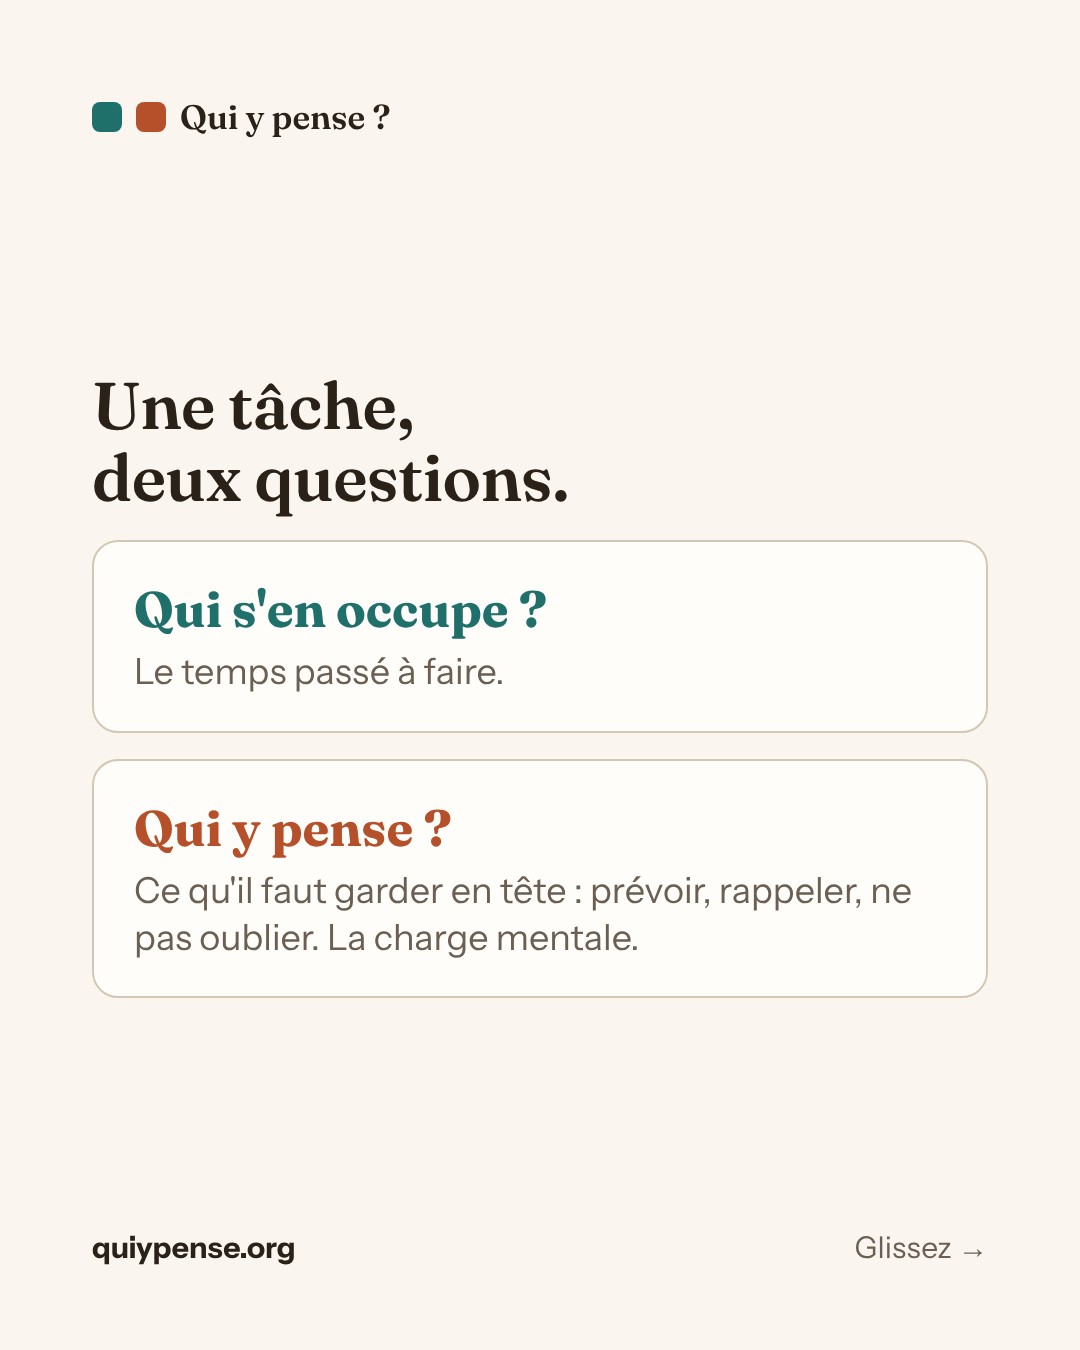 Qui y pense ?
Une tâche,
deux questions.
Qui s'en occupe ?
Le temps passé à faire.
Qui y pense ?
Ce qu'il faut garder en tête : prévoir, rappeler, ne
pas oublier. La charge mentale.
quiypense.org
Glissez →